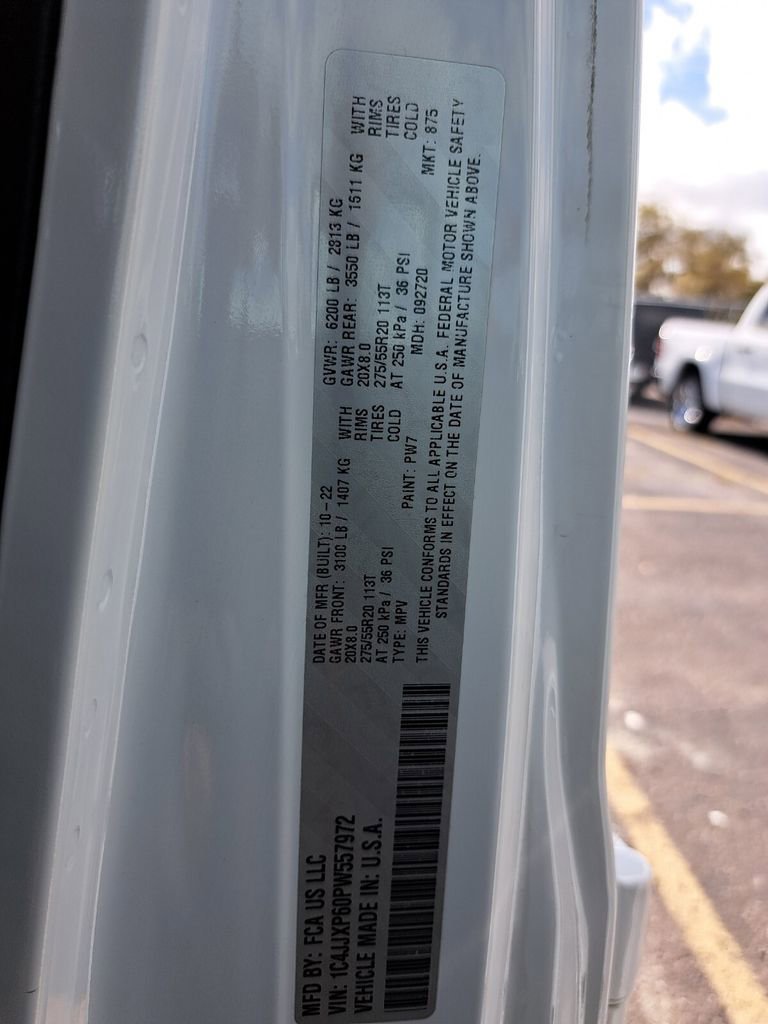 MFD BY: FCA US LLC
VIN: 1C4JJXP60PW557972
VEHICLE MADE IN: U.S.A.
DATE OF MFR (BUILT): 10-22 GVWR: 6200 LB / 2813 KG
GAWR FRONT: 3100 LB / 1407 KG WITH GAWR REAR: 3550 LB / 1611 KG WITH
20X8.0 RIMS 20X8.0 RIMS
275/55R20 113T TIRES 275/55R20 113T TIRES
AT 250 kPa / 36 PSI COLD AT 250 kPa / 36 PSI COLD
TYPE: MPV PAINT: PW7 MDH: 092720 MKT: 875
THIS VEHICLE CONFORMS TO ALL APPLICABLE U.S.A. FEDERAL MOTOR VEHICLE SAFETY
STANDARDS IN EFFECT ON THE DATE OF MANUFACTURE SHOWN ABOVE.